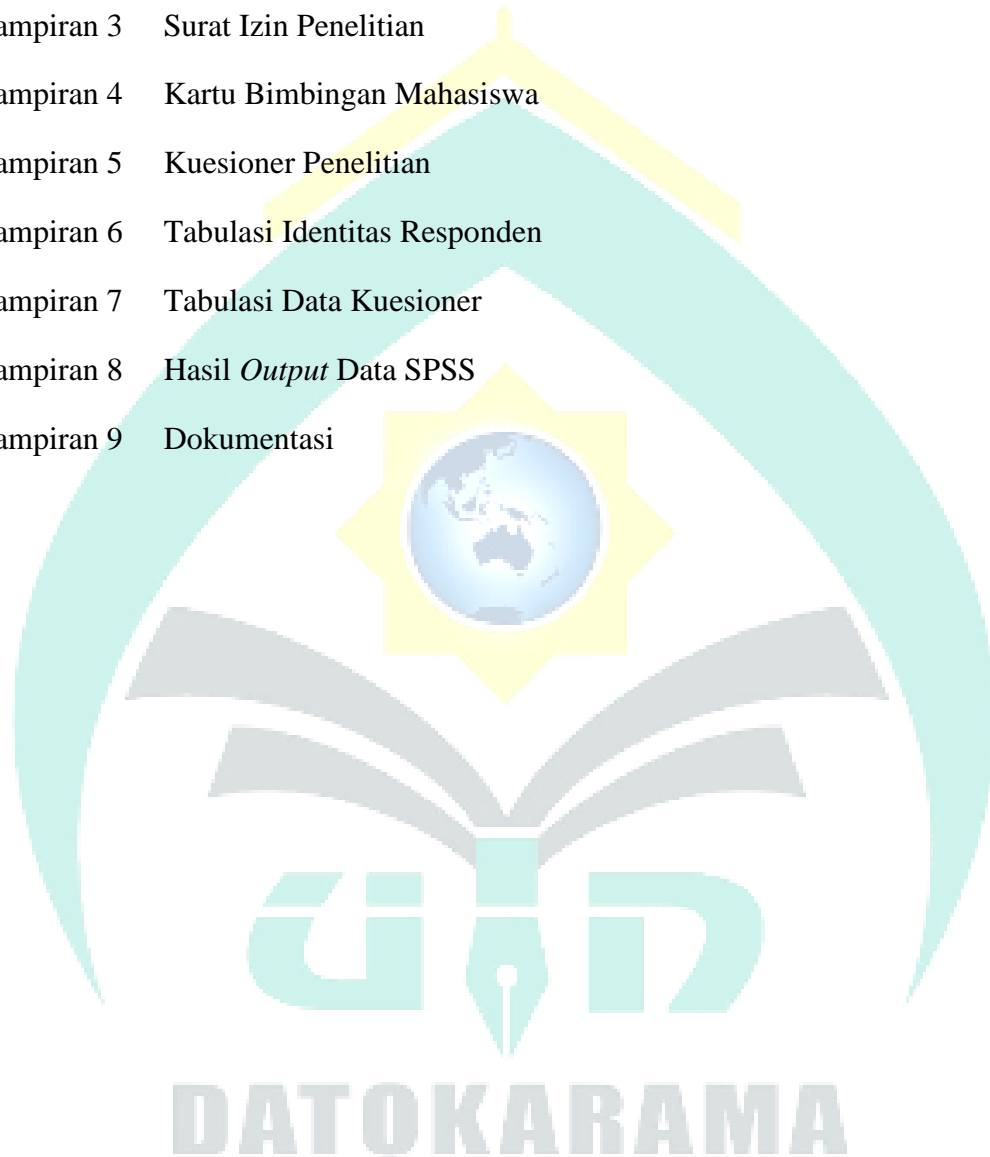 ampiran 3 Surat Izin Penelitian
ampiran 4 Kartu Bimbingan Mahasiswa
ampiran 5 Kuesioner Penelitian
ampiran 6 Tabulasi Identitas Responden
ampiran 7 Tabulasi Data Kuesioner
ampiran 8 Hasil Output Data SPSS
ampiran 9 Dokumentasi
UIN
DATOKARAMA